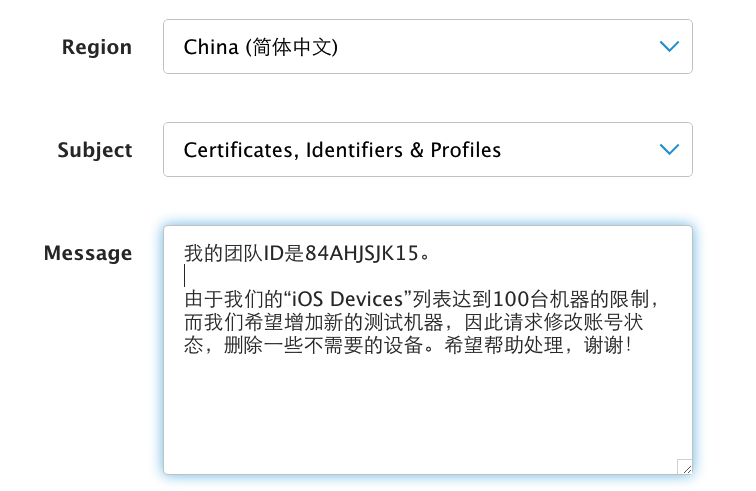 Region
China (简体中文)
Subject
Certificates, Identifiers & Profiles
Message
我的团队ID是84AHJSJK15。
由于我们的“iOS Devices”列表达到100台机器的限制，
而我们希望增加新的测试机器，因此请求修改账号状
态，删除一些不需要的设备。希望帮助处理，谢谢！